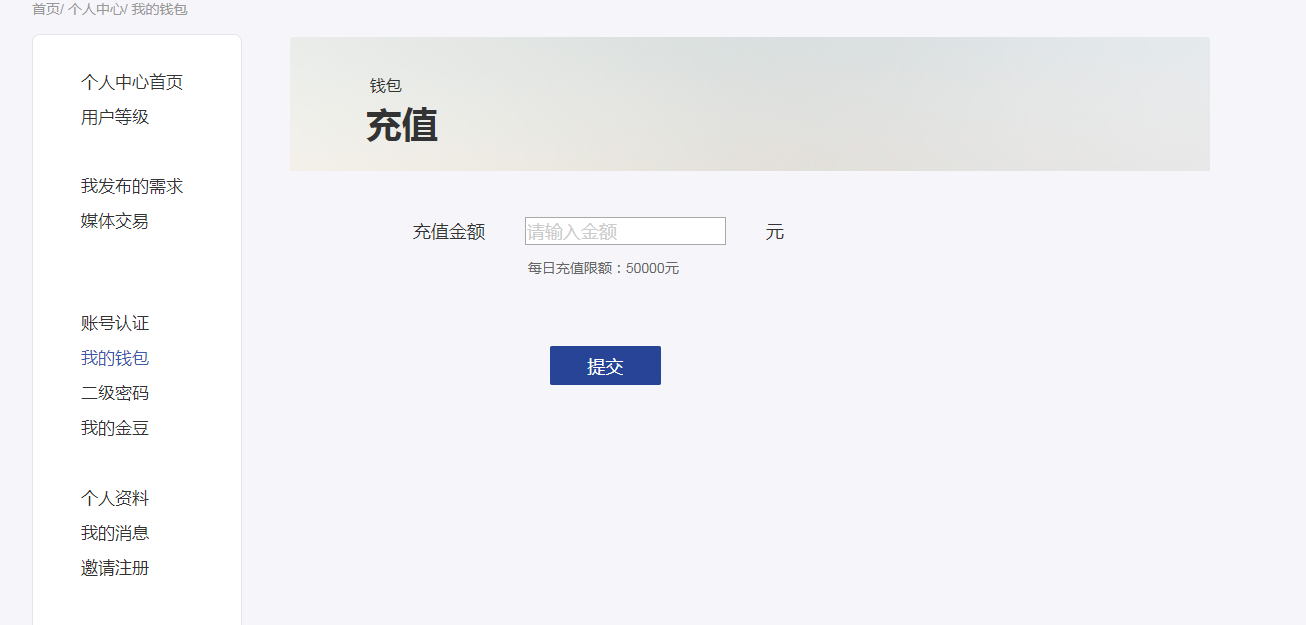 首页/ 个人中心/ 我的钱包
个人中心首页
用户等级
我发布的需求
媒体交易
账号认证
我的钱包
二级密码
我的金豆
个人资料
我的消息
邀请注册
钱包
充值
充值金额 请输入金额 元
每日充值限额：50000元
提交